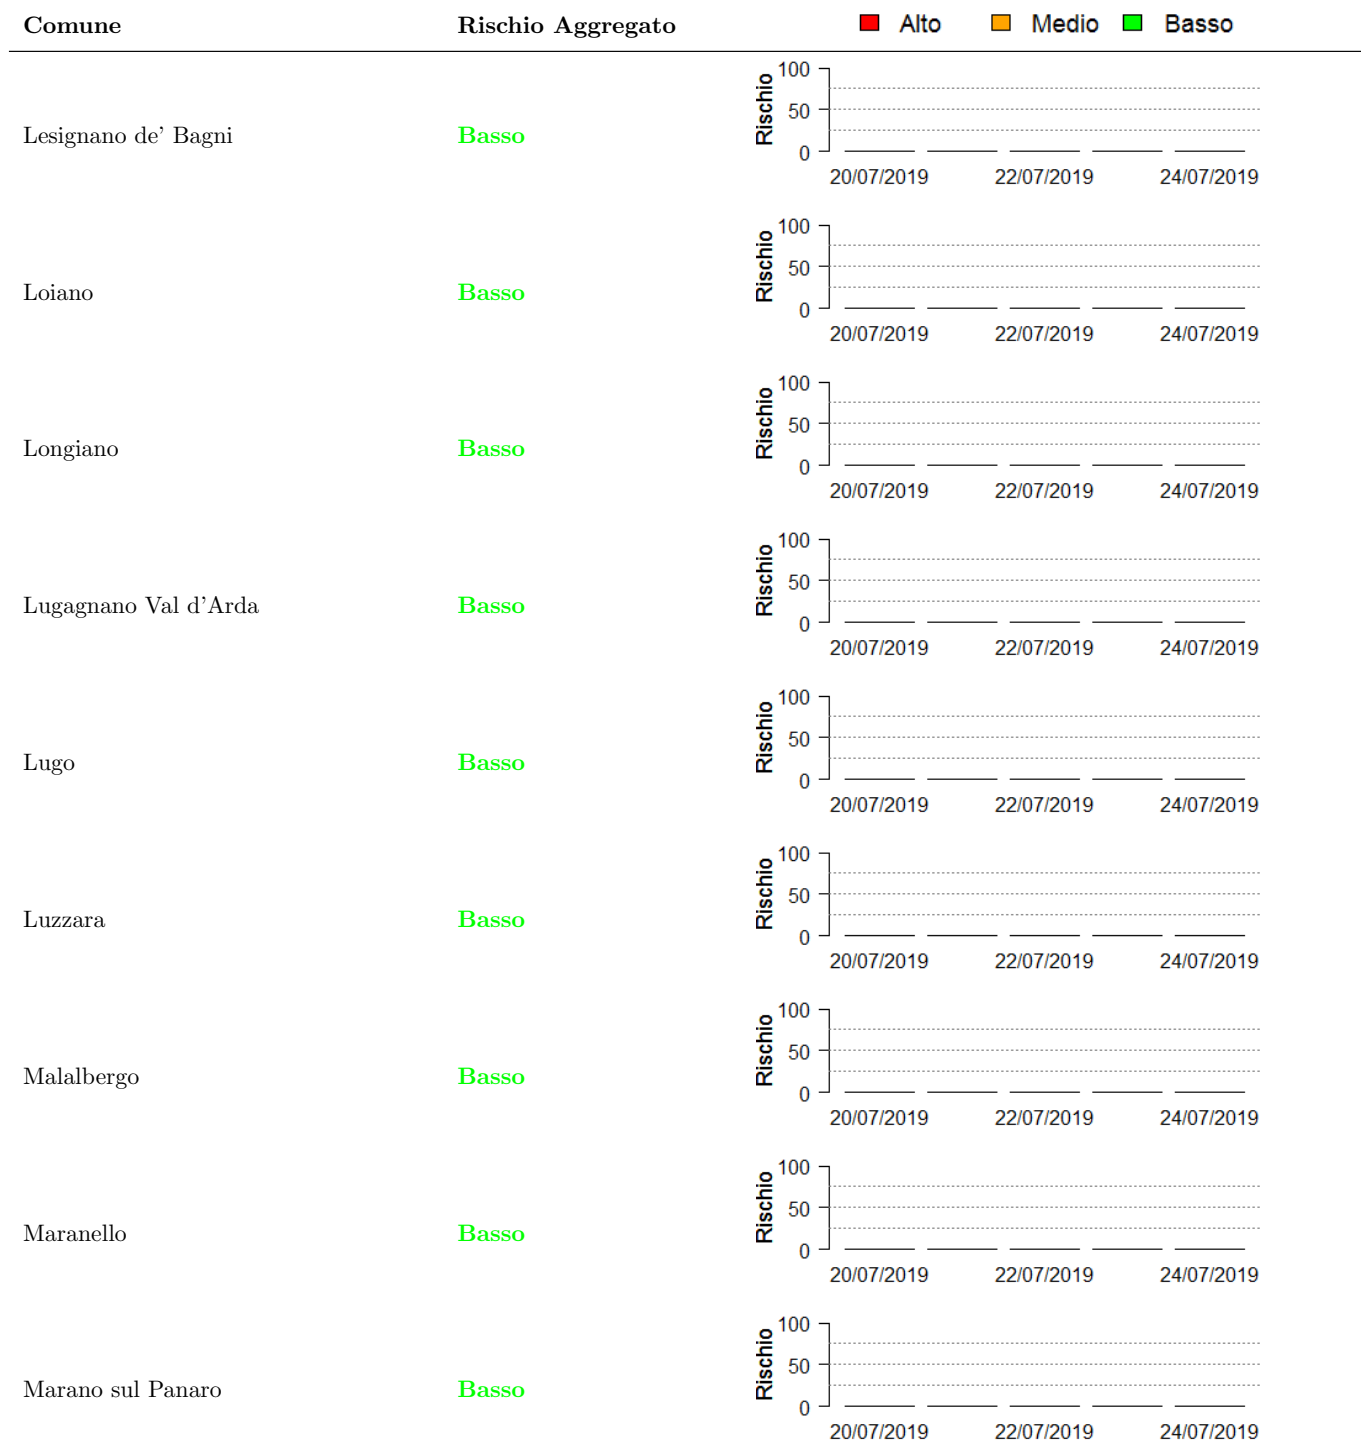 Comune Rischio Aggregato Alto Medio Basso
100
50
0
Rischio
Lesignano de' Bagni Basso
20/07/2019 22/07/2019 24/07/2019
100
50
0
Rischio
Loiano Basso
20/07/2019 22/07/2019 24/07/2019
100
50
0
Rischio
Longiano Basso
20/07/2019 22/07/2019 24/07/2019
100
50
0
Rischio
Lugagnano Val d'Arda Basso
20/07/2019 22/07/2019 24/07/2019
100
50
0
Rischio
Lugo Basso
20/07/2019 22/07/2019 24/07/2019
100
50
0
Rischio
Luzzara Basso
20/07/2019 22/07/2019 24/07/2019
100
50
0
Rischio
Malalbergo Basso
20/07/2019 22/07/2019 24/07/2019
100
50
0
Rischio
Maranello Basso
20/07/2019 22/07/2019 24/07/2019
100
50
0
Rischio
Marano sul Panaro Basso
20/07/2019 22/07/2019 24/07/2019